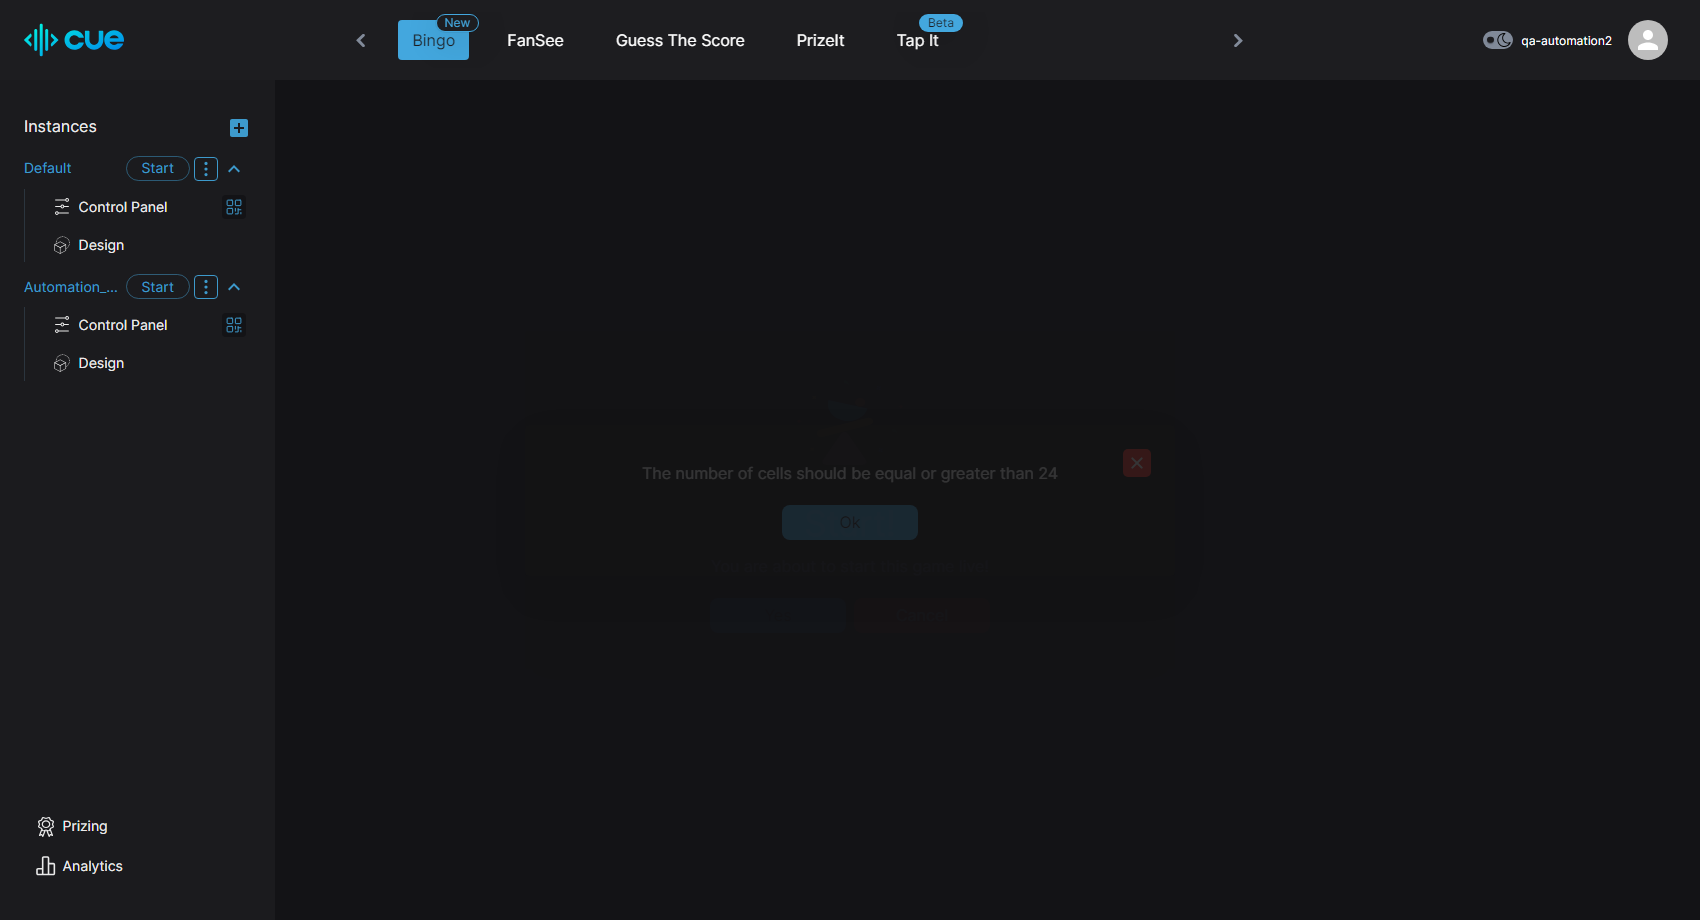 cue
New
Bingo
FanSee
Guess The Score
PrizeIt
Beta
Tap It
qa-automation2
Instances
Default
Start
Control Panel
Design
Automation_...
Start
Control Panel
Design
The number of cells should be equal or greater than 24
Ok
Prizing
Analytics